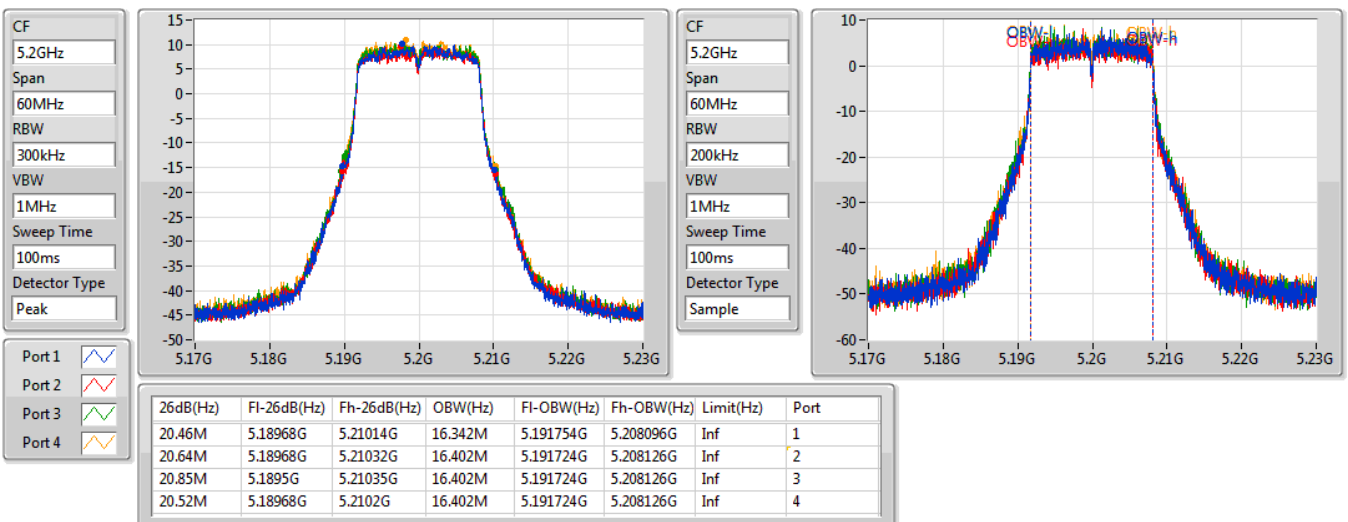 CF
5.2GHz
Span
60MHz
RBW
300kHz
VBW
1MHz
Sweep Time
100ms
Detector Type
Peak
15
10
5
0
-5
-10
-15
-20
-25
-30
-35
-40
-45
-50
5.17G 5.18G 5.19G 5.2G 5.21G 5.22G 5.23G
CF
5.2GHz
Span
60MHz
RBW
200kHz
VBW
1MHz
Sweep Time
100ms
Detector Type
Sample
10
0
-10
-20
-30
-40
-50
-60
OBW-h
5.17G 5.18G 5.19G 5.2G 5.21G 5.22G 5.23G
Port 1
Port 2
Port 3
Port 4
26dB(Hz) Fl-26dB(Hz) Fh-26dB(Hz) OBW(Hz) Fl-OBW(Hz) Fh-OBW(Hz) Limit(Hz) Port
20.46M 5.18968G 5.21014G 16.342M 5.191754G 5.208096G Inf 1
20.64M 5.18968G 5.21032G 16.402M 5.191724G 5.208126G Inf 2
20.85M 5.1895G 5.21035G 16.402M 5.191724G 5.208126G Inf 3
20.52M 5.18968G 5.2102G 16.402M 5.191724G 5.208126G Inf 4